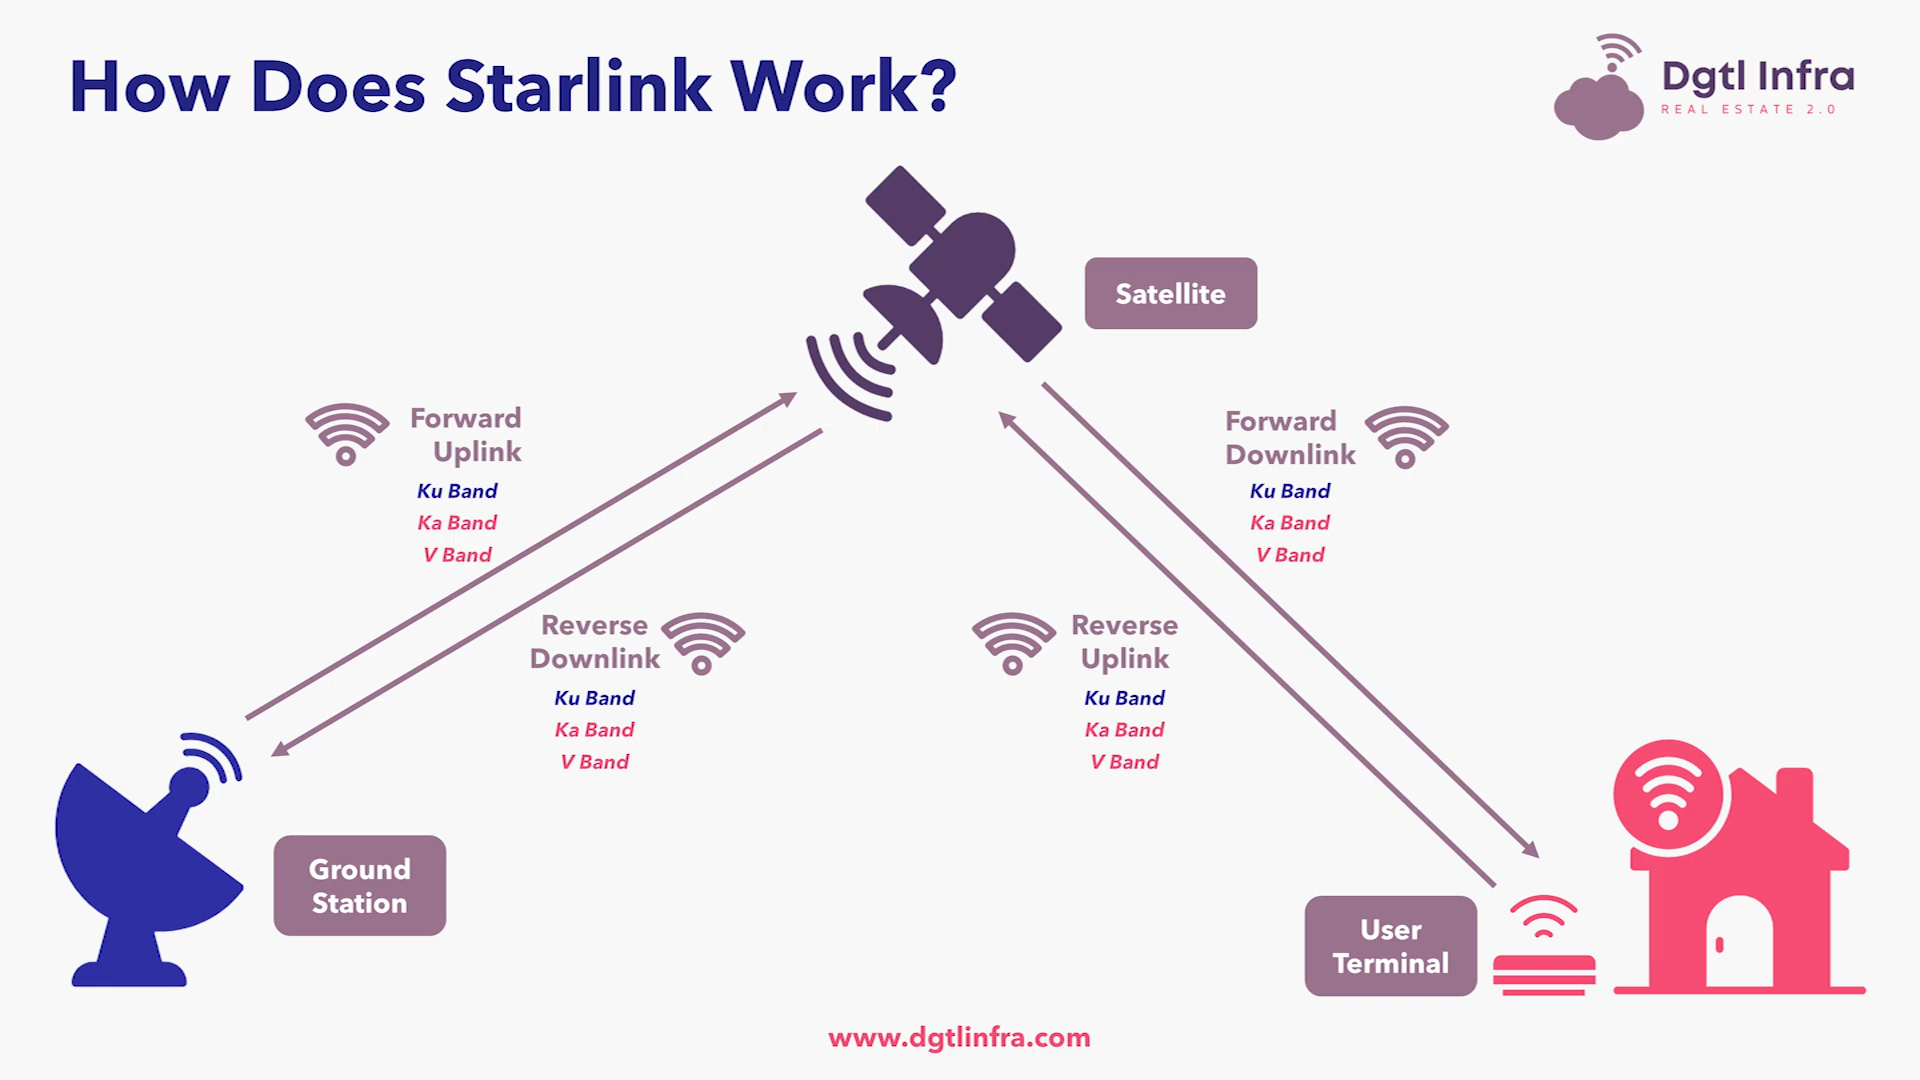 How Does Starlink Work?
Dgtl Infra
REAL ESTATE 2.0
Satellite
Forward
Uplink
Ku Band
Ka Band
V Band
Forward
Downlink
Ku Band
Ka Band
V Band
Reverse
Downlink
Ku Band
Ka Band
V Band
Reverse
Uplink
Ku Band
Ka Band
V Band
Ground
Station
User
Terminal
www.dgtlinfra.com